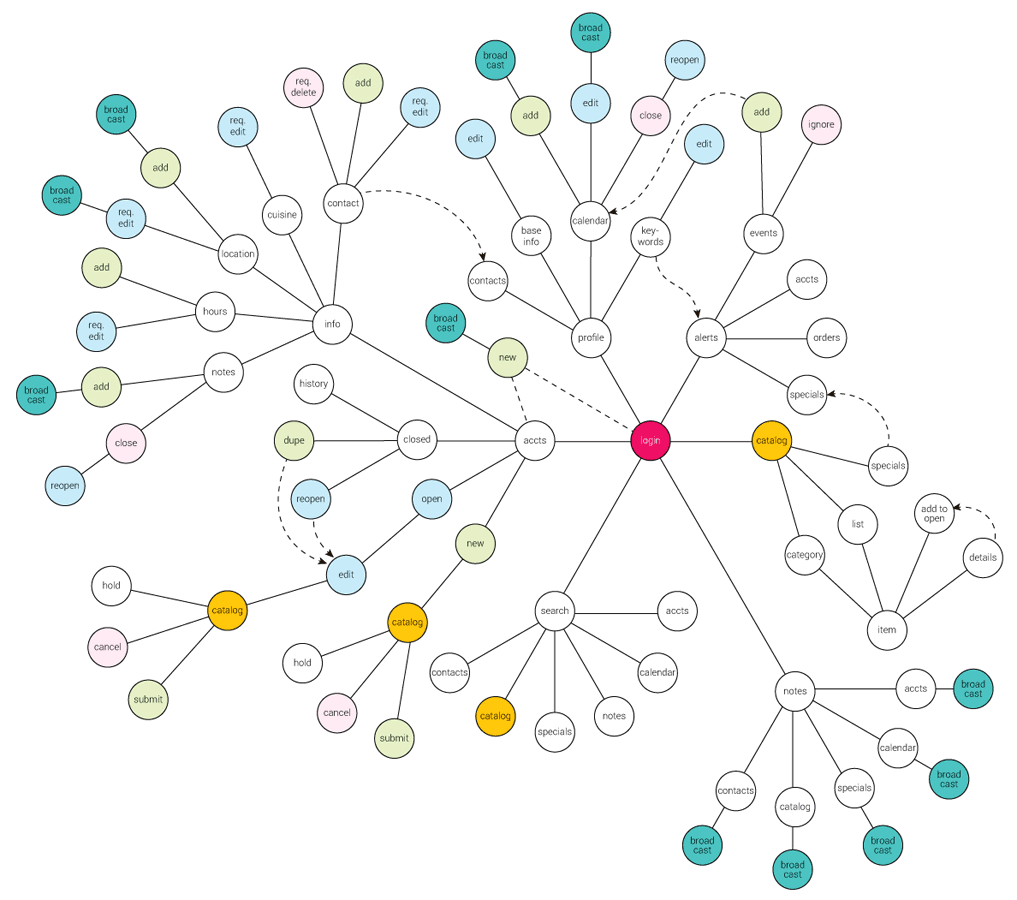 broad
cast
broad
cast
reopen
req.
delete
add
req.
edit
broad
cast
add
edit
close
add
ignore
req.
edit
edit
edit
add
broad
cast
req.
edit
contact
cuisine
calendar
base
info
key-
words
events
location
add
contacts
accts
hours
req.
edit
info
broad
cast
profile
alerts
orders
new
notes
history
add
broad
cast
specials
close
dupe
closed
accts
login
catalog
specials
reopen
reopen
open
add to
open
list
new
category
details
edit
hold
catalog
catalog
search
accts
item
cancel
hold
contacts
calendar
submit
cancel
catalog
notes
specials
submit
notes
accts
broad
cast
calendar
broad
cast
contacts
catalog
specials
broad
cast
broad
cast
broad
cast